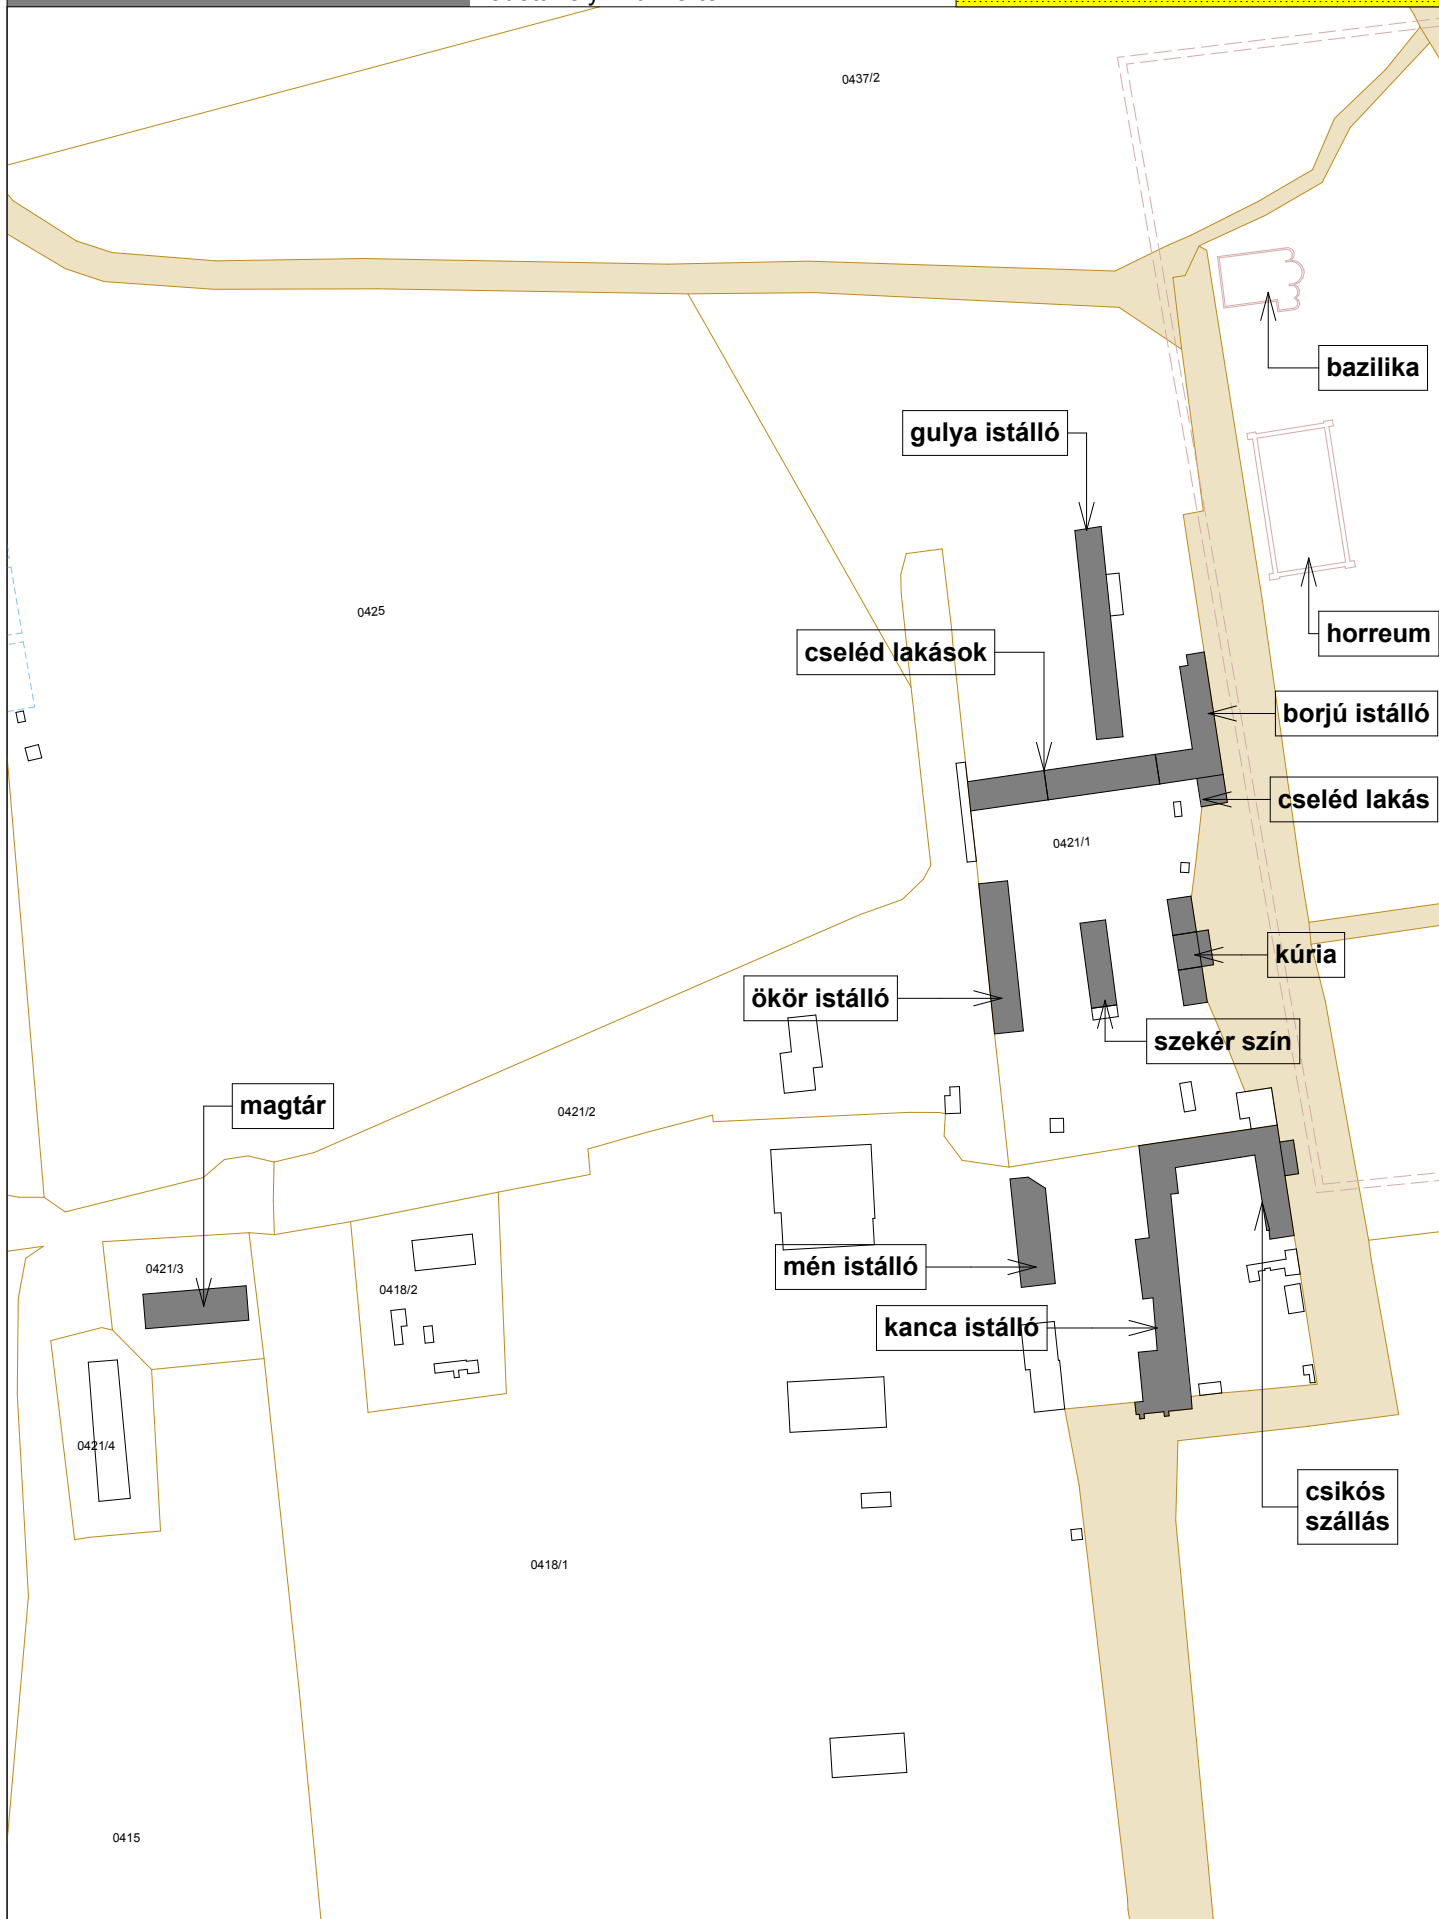 0437/2
bazilika
gulya istálló
0425
horreum
cseléd lakások
borjú istálló
cseléd lakás
0421/1
kúria
ökör istálló
szekér szín
magtár
0421/2
mén istálló
0421/3
0418/2
kanca istálló
0421/4
csikós
szállás
0418/1
0415